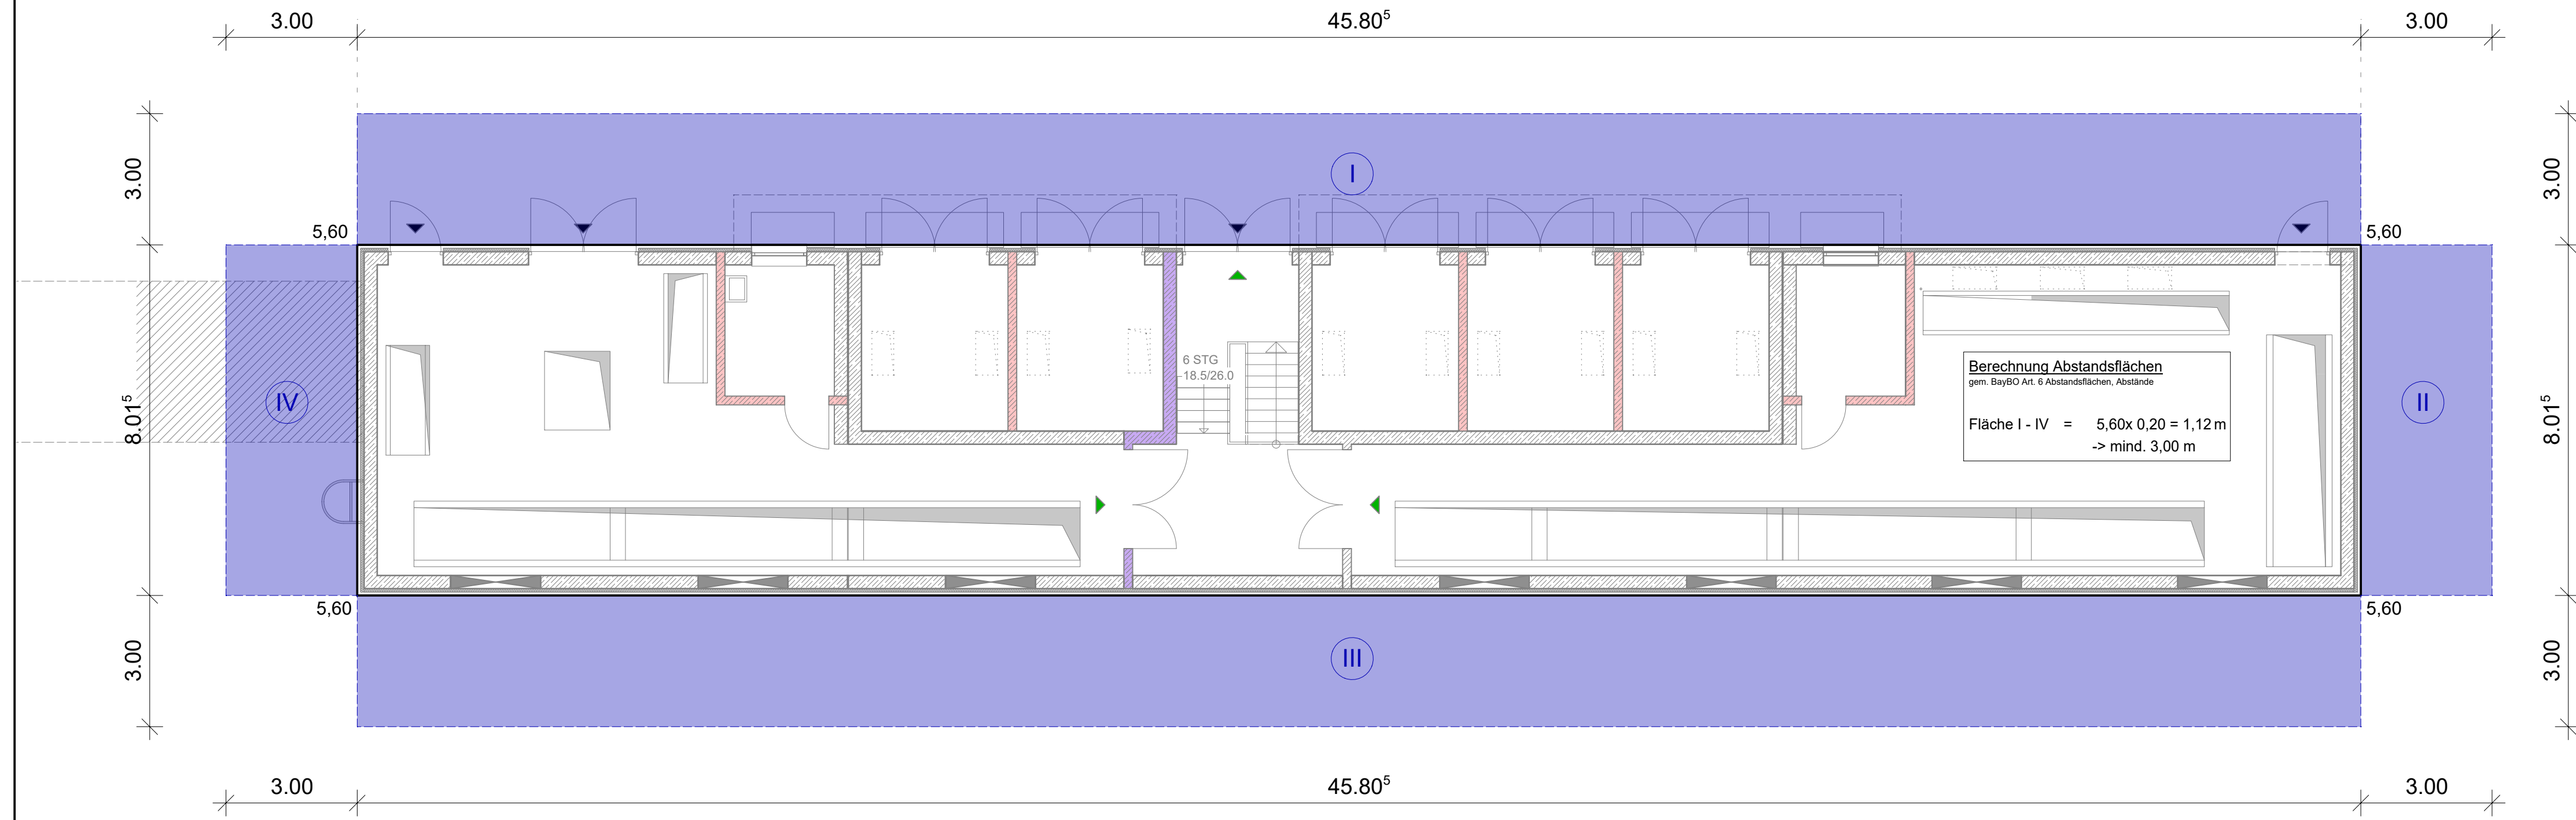 3.00
45.80⁵
3.00
3.00
I
3.00
5,60
5,60
6 STG
18.5/26.0
Berechnung Abstandsflächen
gem. BayBO Art. 6 Abstandsflächen, Abstände
Fläche I - IV = 5,60x 0,20 = 1,12 m
-> mind. 3,00 m
8.01⁵
IV
II
8.01⁵
5,60
5,60
3.00
III
3.00
3.00
45.80⁵
3.00